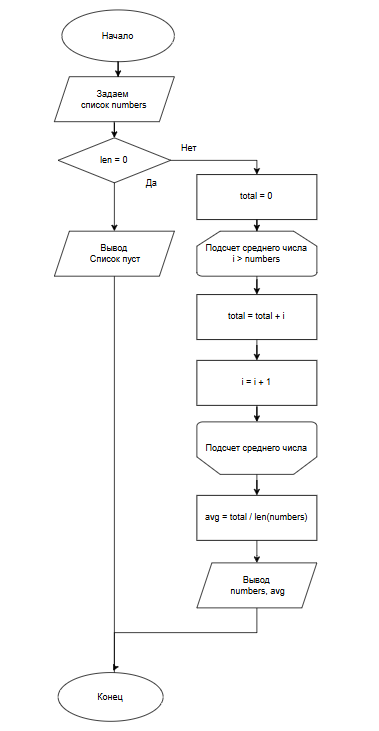 Начало
Задаем
список numbers
len = 0
Нет
Да
total = 0
Вывод
Список пуст
Подсчет среднего числа
i > numbers
total = total + i
i = i + 1
Подсчет среднего числа
avg = total / len(numbers)
Вывод
numbers, avg
Конец